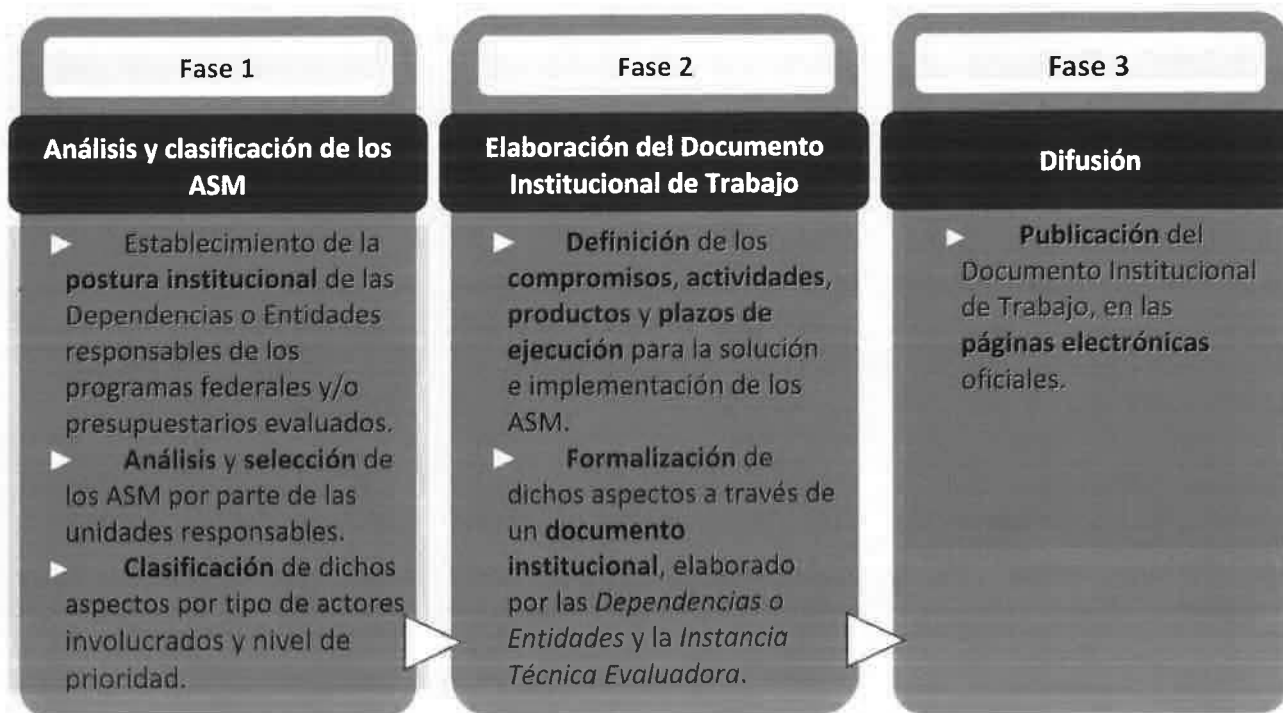 Fase 1
Análisis y clasificación de los
ASM
► Establecimiento de la
postura institucional de las
Dependencias o Entidades
responsables de los
programas federales y/o
presupuestarios evaluados.
► Análisis y selección de
los ASM por parte de las
unidades responsables.
► Clasificación de dichos
aspectos por tipo de actores
involucrados y nivel de
prioridad.
Fase 2
Elaboración del Documento
Institucional de Trabajo
► Definición de los
compromisos, actividades,
productos y plazos de
ejecución para la solución
e implementación de los
ASM.
► Formalización de
dichos aspectos a través de
un documento
institucional, elaborado
por las Dependencias o
Entidades y la Instancia
Técnica Evaluadora.
Fase 3
Difusión
► Publicación del
Documento Institucional
de Trabajo, en las
páginas electrónicas
oficiales.